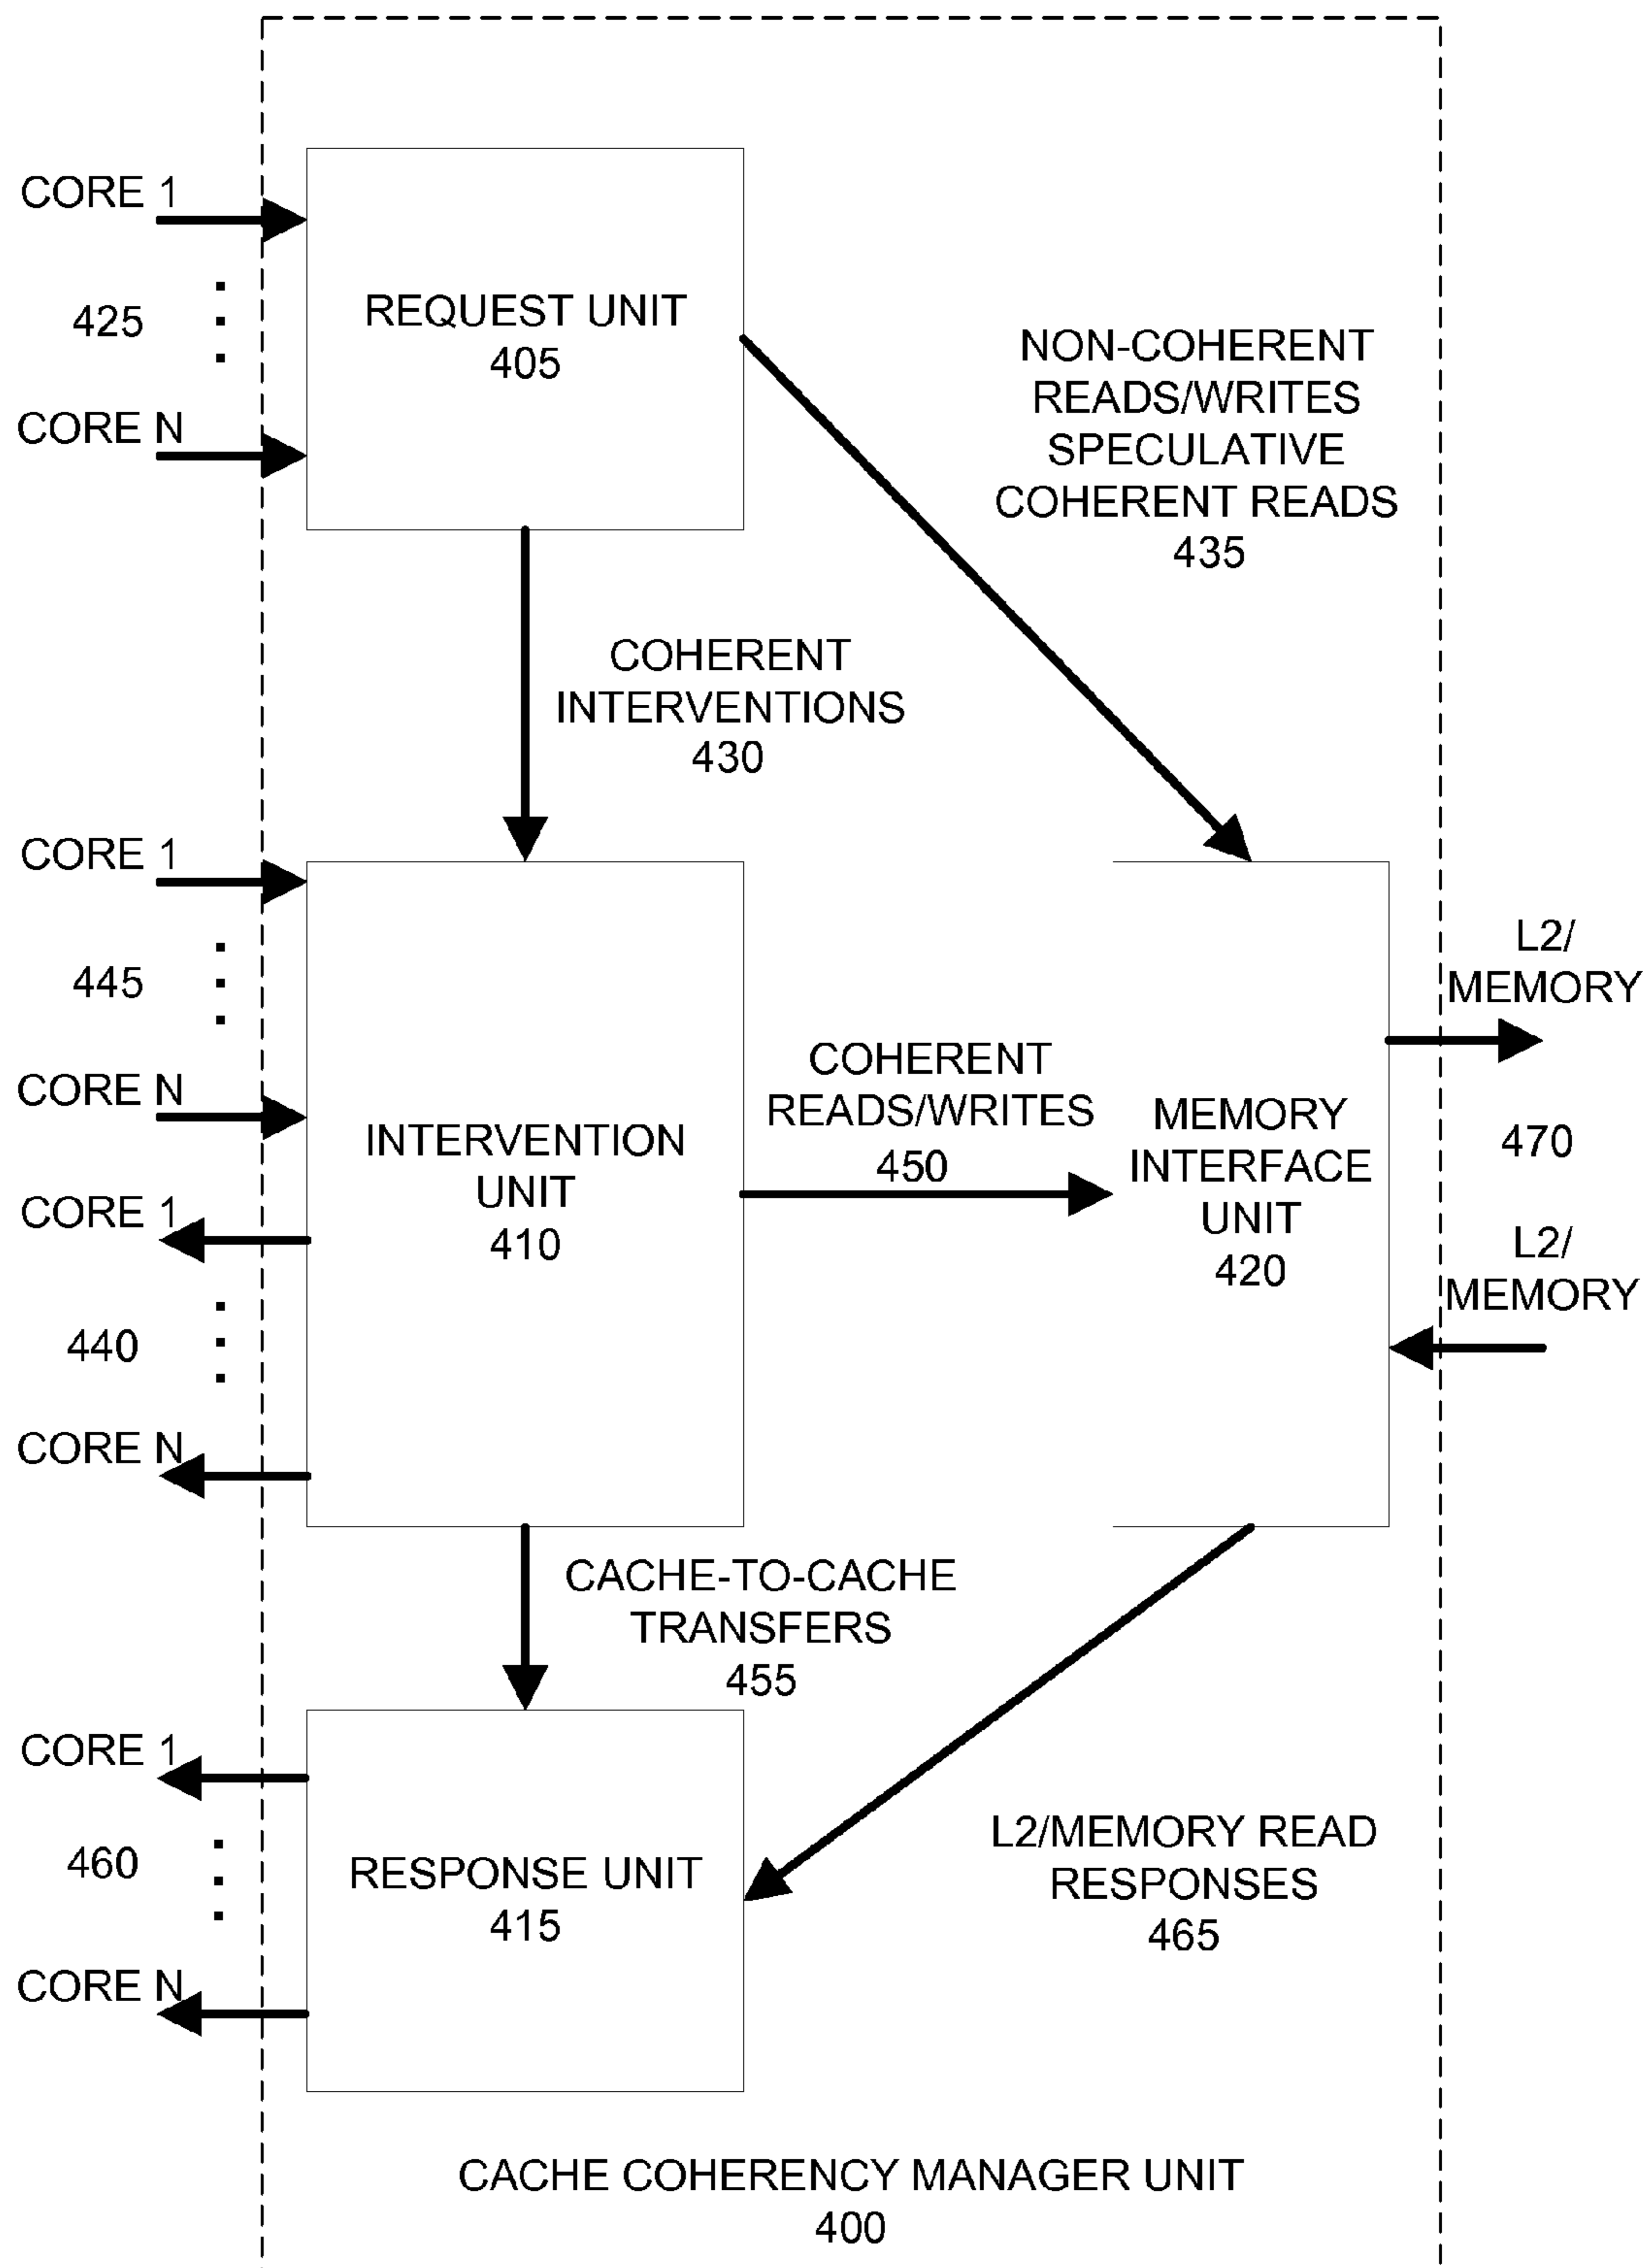 CORE 1
425
CORE N
REQUEST UNIT
405
NON-COHERENT
READS/WRITES
SPECULATIVE
COHERENT READS
435
COHERENT
INTERVENTIONS
430
CORE 1
445
CORE N
CORE 1
440
CORE N
INTERVENTION
UNIT
410
COHERENT
READS/WRITES
450
MEMORY
INTERFACE
UNIT
420
L2/
MEMORY
470
L2/
MEMORY
CACHE-TO-CACHE
TRANSFERS
455
CORE 1
460
CORE N
RESPONSE UNIT
415
L2/MEMORY READ
RESPONSES
465
CACHE COHERENCY MANAGER UNIT
400